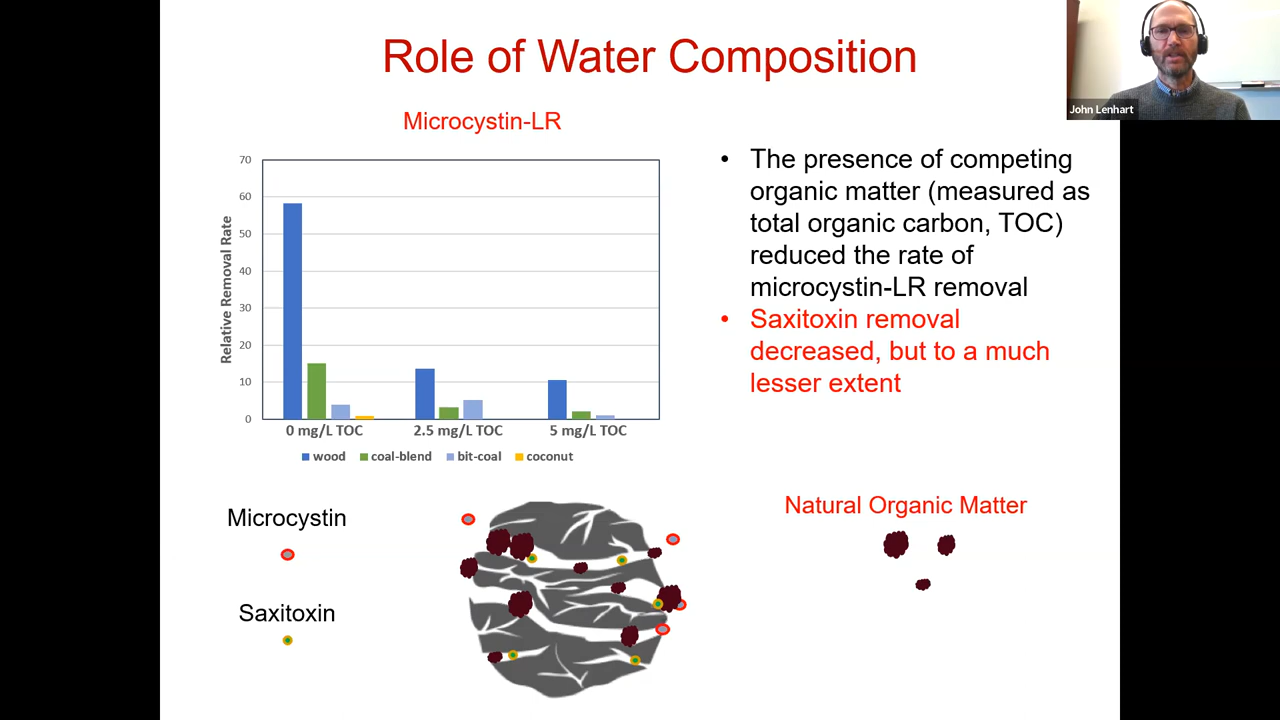 Role of Water Composition
John Lenhart
Microcystin-LR
70
60
50
40
30
20
10
0
Relative Removal Rate
0 mg/L TOC
2.5 mg/L TOC
5 mg/L TOC
wood
coal-blend
bit-coal
coconut
• The presence of competing
organic matter (measured as
total organic carbon, TOC)
reduced the rate of
microcystin-LR removal
• Saxitoxin removal
decreased, but to a much
lesser extent
Microcystin
Saxitoxin
Natural Organic Matter